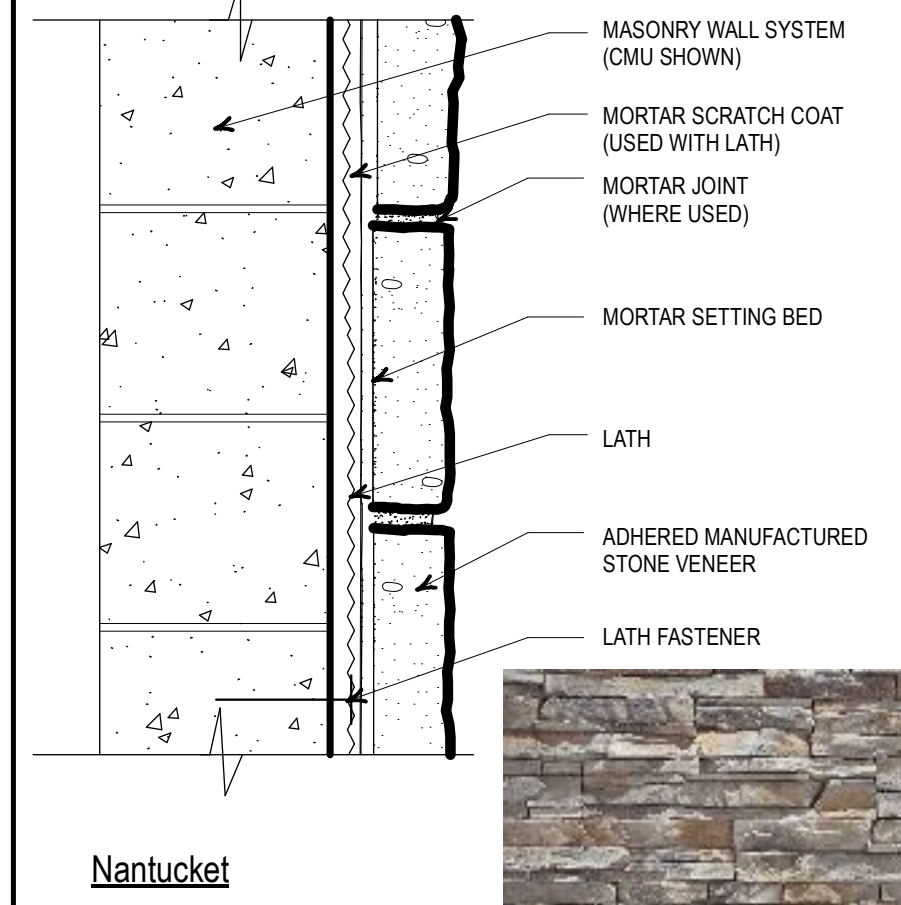 MASONRY WALL SYSTEM
(CMU SHOWN)
MORTAR SCRATCH COAT
(USED WITH LATH)
MORTAR JOINT
(WHERE USED)
MORTAR SETTING BED
LATH
ADHERED MANUFACTURED
STONE VENEER
LATH FASTENER
Nantucket